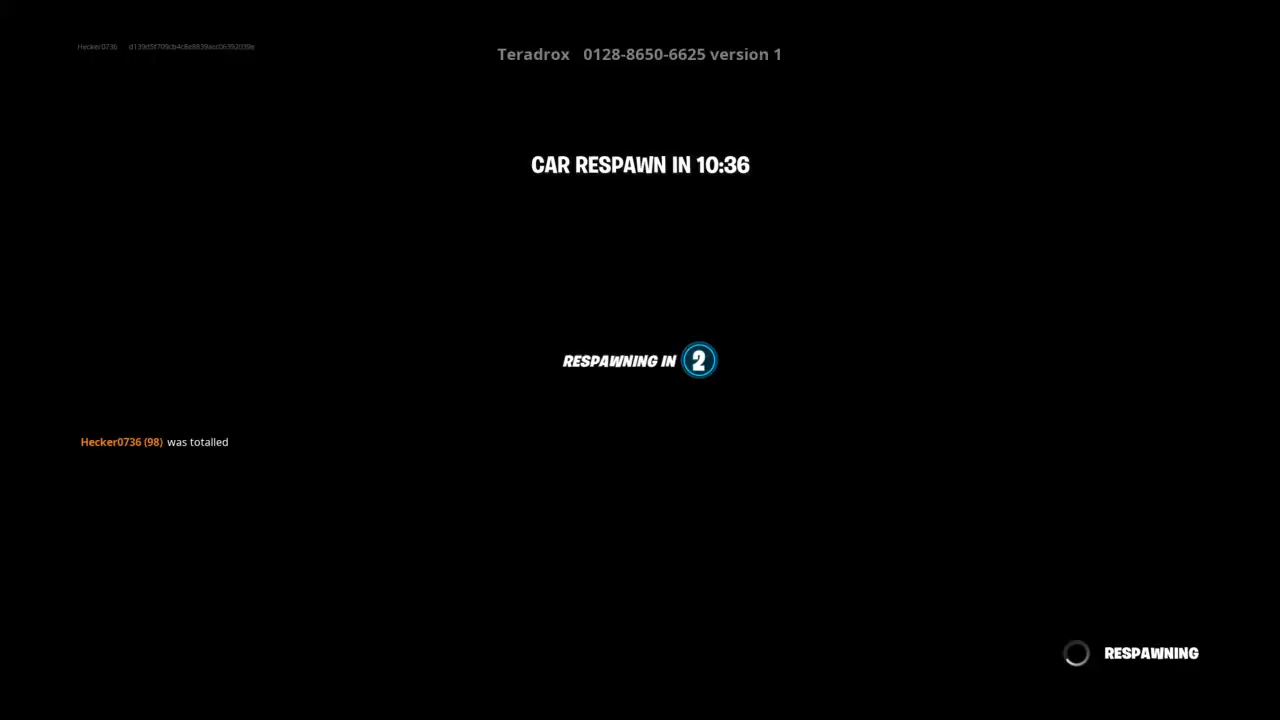 Hecker0736
Teradrox 0128-8650-6625 version 1
CAR RESPAWN IN 10:36
RESPAWNING IN 2
Hecker0736 (98) was totalled
RESPAWNING